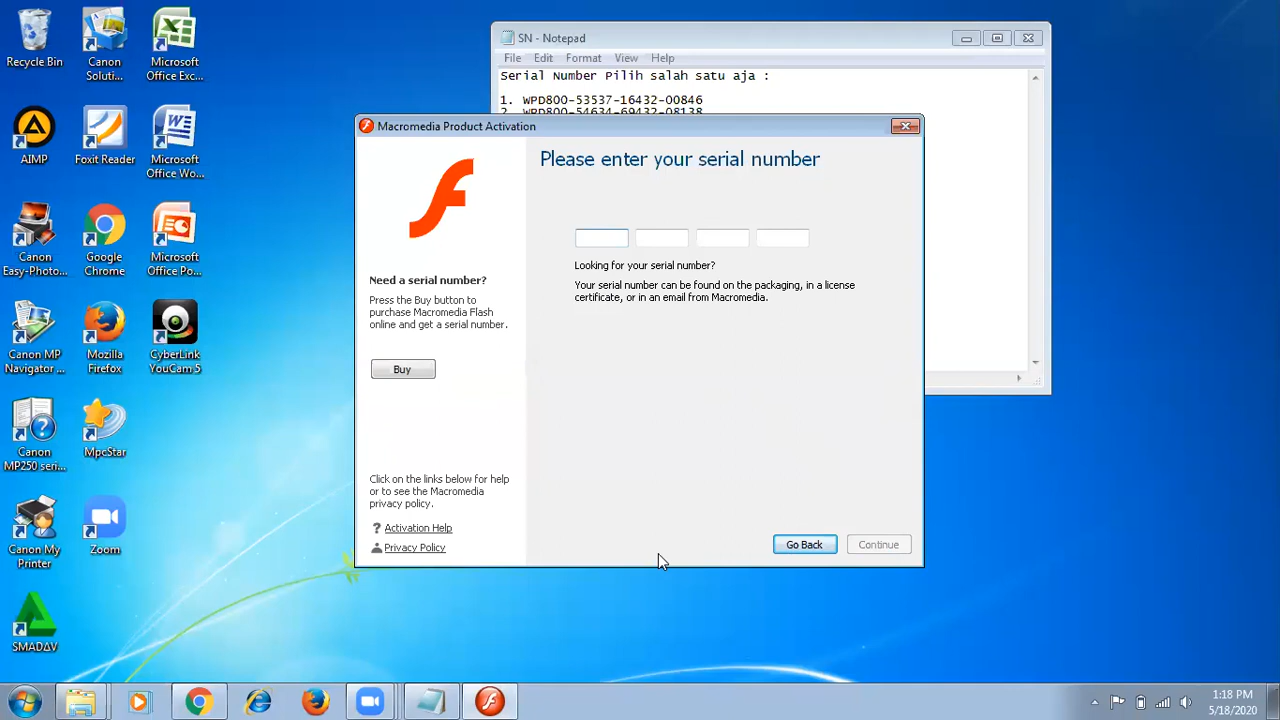 Recycle Bin
Canon
Soluti...
Microsoft
Office Exc...
AIMP
Foxit Reader
Microsoft
Office Wo...
Canon
Easy-Photo...
Google
Chrome
Microsoft
Office Po...
Canon MP
Navigator ...
Mozilla
Firefox
CyberLink
YouCam 5
Canon
MP250 seri...
MpcStar
Canon My
Printer
Zoom
SMADΔV
SN - Notepad
File Edit Format View Help
Serial Number Pilih salah satu aja :
1. WPD800-53537-16432-00846
2. WPD800-54634-69432-08138
Macromedia Product Activation
Please enter your serial number
Looking for your serial number?
Your serial number can be found on the packaging, in a license
certificate, or in an email from Macromedia.
Need a serial number?
Press the Buy button to
purchase Macromedia Flash
online and get a serial number.
Buy
Click on the links below for help
or to see the Macromedia
privacy policy.
? Activation Help
Privacy Policy
Go Back
Continue
1:18 PM
5/18/2020